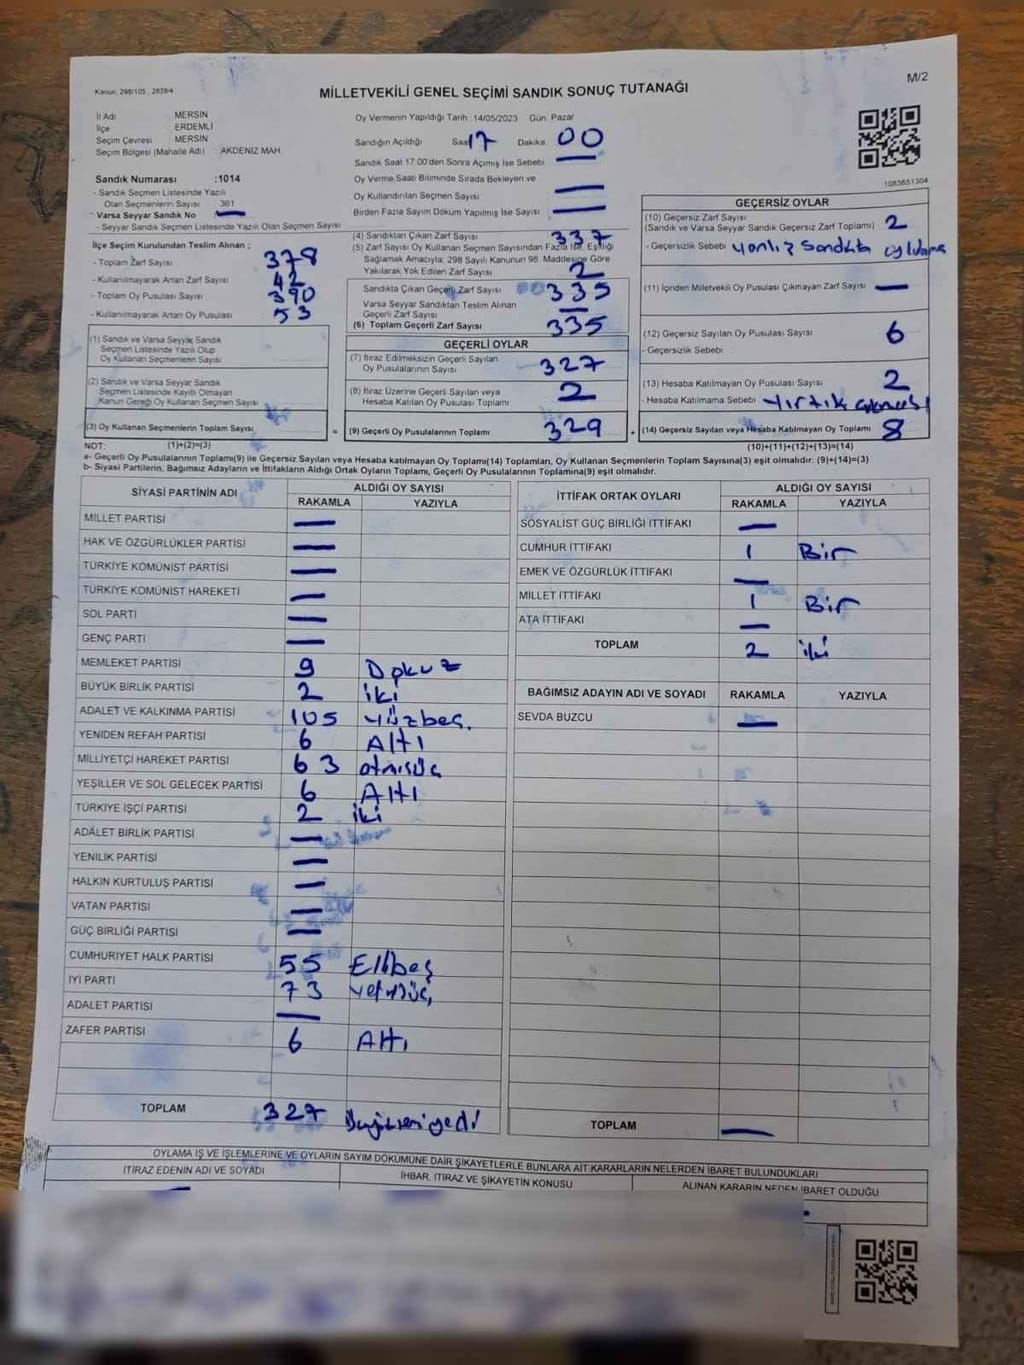 Kanun; 298/105 , 2839/4
M/2
MİLLETVEKİLİ GENEL SEÇİMİ SANDIK SONUÇ TUTANAĞI
İl Adı : MERSİN
İlçe : ERDEMLİ
Seçim Çevresi : MERSİN
Seçim Bölgesi (Mahalle Adı) AKDENİZ MAH.
Sandık Numarası :1014
- Sandık Seçmen Listesinde Yazılı
Olan Seçmenlerin Sayısı 361
Varsa Seyyar Sandık No
- Seyyar Seçmen Listesinde Yazılı Olan Seçmen Sayısı
İlçe Seçim Kurulundan Teslim Alınan ;
- Toplam Zarf Sayısı 378
- Kullanılmayarak Artan Zarf Sayısı 42
- Toplam Oy Pusulası Sayısı 390
- Kullanılmayarak Artan Oy Pusulası 53
(1) Sandık ve Varsa Seyyar Sandık
Seçmen Listesinde Yazılı Olup
Oy Kullanan Seçmenlerin Sayısı
(2) Sandık ve Varsa Seyyar Sandık
Seçmen Listesinde Kayıtlı Olmayan
Kanun Gereği Oy Kullanan Seçmen Sayısı
(3) Oy Kullanan Seçmenlerin Toplam Sayısı =
Oy Vermenin Yapıldığı Tarih :14/05/2023 Gün: Pazar
Sandığın Açıldığı Saat 17 Dakika 00
Sandık Saat 17:00'den Sonra Açılmış İse Sebebi
Oy Verme Saati Bitiminde Sırada Bekleyen ve
Oy Kullandırılan Seçmen Sayısı
Birden Fazla Sayım Döküm Yapılmış İse Sayısı
(4) Sandıktan Çıkan Zarf Sayısı 337
(5) Zarf Sayısı Oy Kullanan Seçmen Sayısından Fazla İse, Eşitliği
Sağlamak Amacıyla; 298 Sayılı Kanunun 98. Maddesine Göre
Yakılarak Yok Edilen Zarf Sayısı 2
Sandıkta Çıkan Geçerli Zarf Sayısı 335
Varsa Seyyar Sandıktan Teslim Alınan
Geçerli Zarf Sayısı
(6) Toplam Geçerli Zarf Sayısı 335
GEÇERLİ OYLAR
(7) İtiraz Edilmeksizin Geçerli Sayılan
Oy Pusulalarının Sayısı 327
(8) İtiraz Üzerine Geçerli Sayılan veya
Hesaba Katılan Oy Pusulası Toplamı 2
(9) Geçerli Oy Pusulalarının Toplamı 329 +
1083651304
GEÇERSİZ OYLAR
(10) Geçersiz Zarf Sayısı
(Sandık ve Varsa Seyyar Sandık Geçersiz Zarf Toplamı) 2
- Geçersizlik Sebebi yanlış sandıkta
(11) İçinden Milletvekili Oy Pusulası Çıkmayan Zarf Sayısı
(12) Geçersiz Sayılan Oy Pusulası Sayısı 6
- Geçersizlik Sebebi
(13) Hesaba Katılmayan Oy Pusulası Sayısı 2
- Hesaba Katılmama Sebebi Yırtık
(14) Geçersiz Sayılan veya Hesaba Katılmayan Oy Toplamı 8
NOT: (1)+(2)=(3) (10)+(11)+(12)+(13)=(14)
a- Geçerli Oy Pusulalarının Toplamı(9) ile Geçersiz Sayılan veya Hesaba Katılmayan Oy Toplamı(14) Toplamları, Oy Kullanan Seçmenlerin Toplam Sayısına(3) eşit olmalıdır. (9)+(14)=(3)
b- Siyasi Partilerin, Bağımsız Adayların ve İttifakların Aldığı Ortak Oyların Toplamı, Geçerli Oy Pusulalarının Toplamına(9) eşit olmalıdır.
SİYASİ PARTİNİN ADI ALDIĞI OY SAYISI
RAKAMLA YAZIYLA
MİLLET PARTİSİ
HAK VE ÖZGÜRLÜKLER PARTİSİ
TÜRKİYE KOMÜNİST PARTİSİ
TÜRKİYE KOMÜNİST HAREKETİ
SOL PARTİ
GENÇ PARTİ
MEMLEKET PARTİSİ 9 Dokuz
BÜYÜK BİRLİK PARTİSİ 2 iki
ADALET VE KALKINMA PARTİSİ 105 yüzbeş
YENİDEN REFAH PARTİSİ 6 Altı
MİLLİYETÇİ HAREKET PARTİSİ 63 atmışüç
YEŞİLLER VE SOL GELECEK PARTİSİ 6 Altı
TÜRKİYE İŞÇİ PARTİSİ 2 iki
ADALET BİRLİK PARTİSİ
YENİLİK PARTİSİ
HALKIN KURTULUŞ PARTİSİ
VATAN PARTİSİ
GÜÇ BİRLİĞİ PARTİSİ
CUMHURİYET HALK PARTİSİ 55 Ellibeş
İYİ PARTİ 73 yetmişüç
ADALET PARTİSİ
ZAFER PARTİSİ 6 Altı
TOPLAM 327
İTTİFAK ORTAK OYLARI ALDIĞI OY SAYISI
RAKAMLA YAZIYLA
SOSYALİST GÜÇ BİRLİĞİ İTTİFAKI
CUMHUR İTTİFAKI 1 Bir
EMEK VE ÖZGÜRLÜK İTTİFAKI
MİLLET İTTİFAKI 1 Bir
ATA İTTİFAKI
TOPLAM 2 iki
BAĞIMSIZ ADAYIN ADI VE SOYADI RAKAMLA YAZIYLA
SEVDA BUZCU
TOPLAM
OYLAMA İŞ VE İŞLEMLERİNE VE OYLARIN SAYIM DÖKÜMÜNE DAİR ŞİKAYETLERLE BUNLARA AİT KARARLARIN NELERDEN İBARET BULUNDUKLARI
İTİRAZ EDENİN ADI VE SOYADI İHBAR, İTİRAZ VE ŞİKAYETİN KONUSU ALINAN KARARIN NEDEN İBARET OLDUĞU